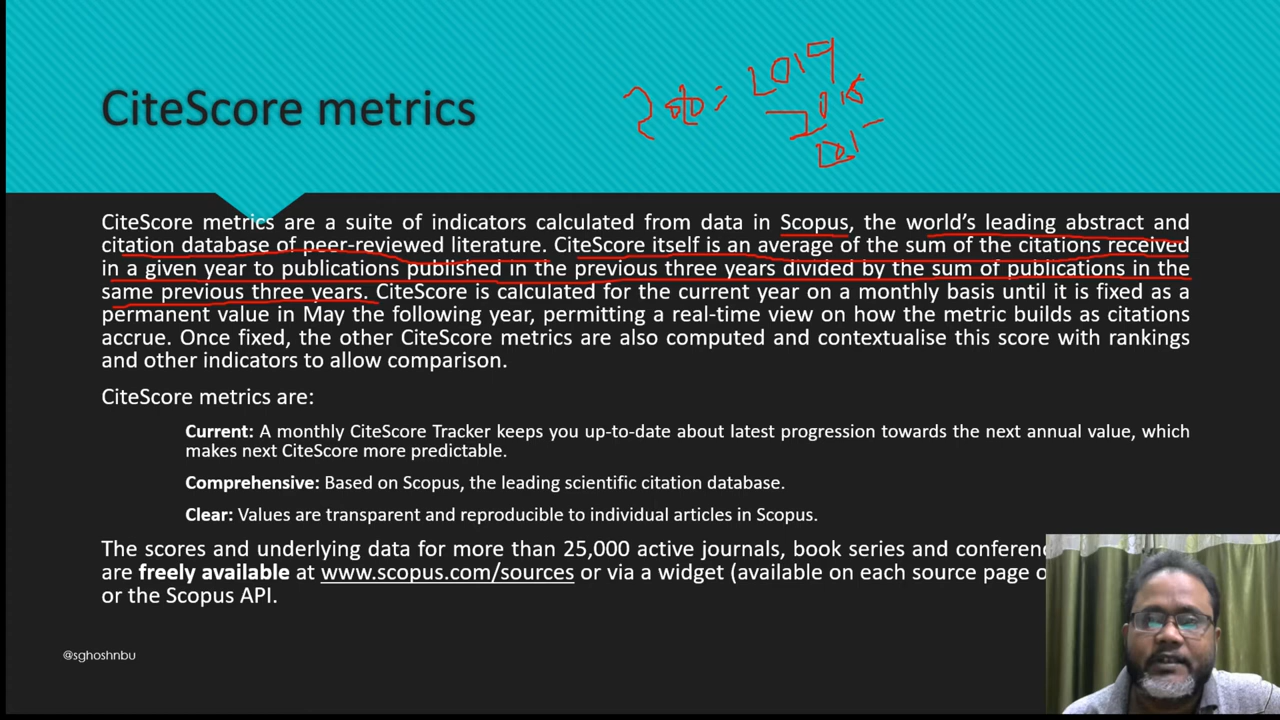 CiteScore metrics
2019
2018
CiteScore metrics are a suite of indicators calculated from data in Scopus, the world's leading abstract and
citation database of peer-reviewed literature. CiteScore itself is an average of the sum of the citations received
in a given year to publications published in the previous three years divided by the sum of publications in the
same previous three years. CiteScore is calculated for the current year on a monthly basis until it is fixed as a
permanent value in May the following year, permitting a real-time view on how the metric builds as citations
accrue. Once fixed, the other CiteScore metrics are also computed and contextualise this score with rankings
and other indicators to allow comparison.
CiteScore metrics are:
Current: A monthly CiteScore Tracker keeps you up-to-date about latest progression towards the next annual value, which
makes next CiteScore more predictable.
Comprehensive: Based on Scopus, the leading scientific citation database.
Clear: Values are transparent and reproducible to individual articles in Scopus.
The scores and underlying data for more than 25,000 active journals, book series and
are freely available at www.scopus.com/sources or via a widget (available on each source page
or the Scopus API.
@sghoshnbu